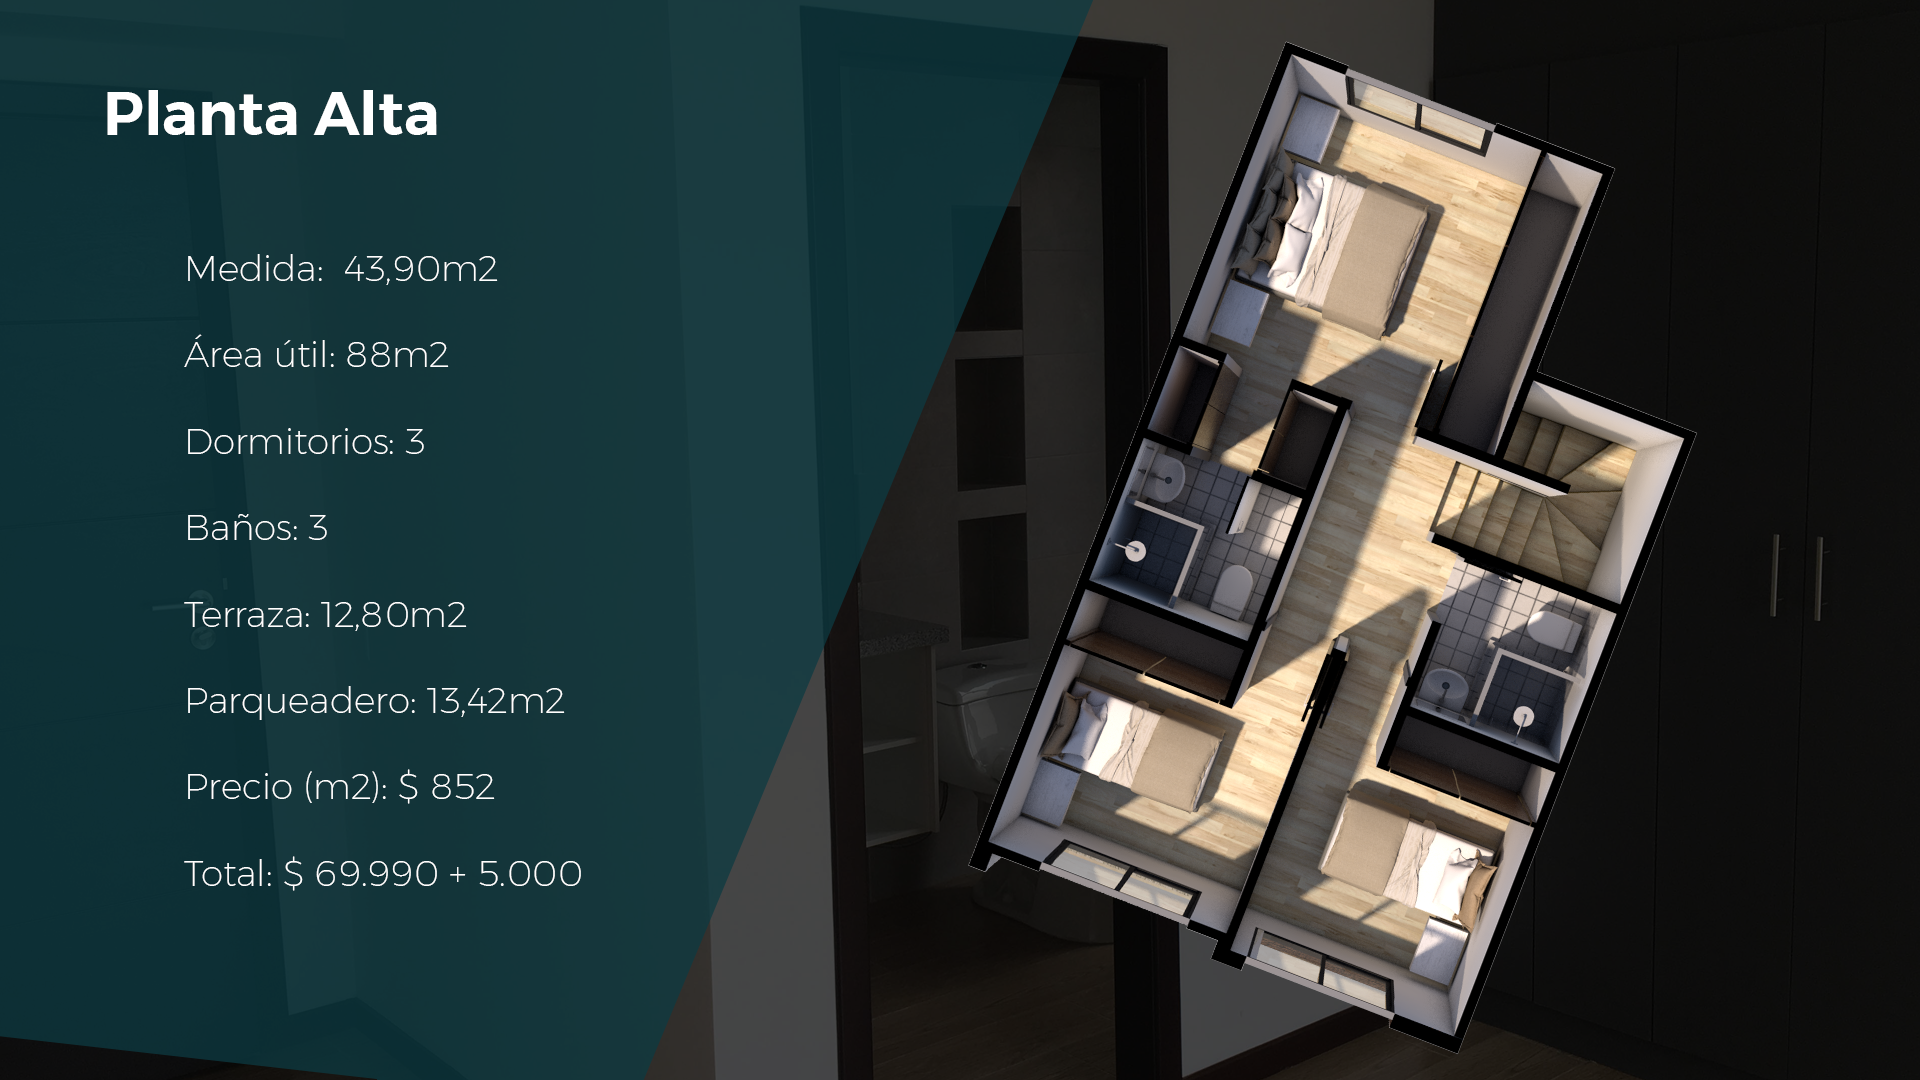 Planta Alta
Medida: 43,90m2
Área útil: 88m2
Dormitorios: 3
Baños: 3
Terraza: 12,80m2
Parqueadero: 13,42m2
Precio (m2): $ 852
Total: $ 69.990 + 5.000